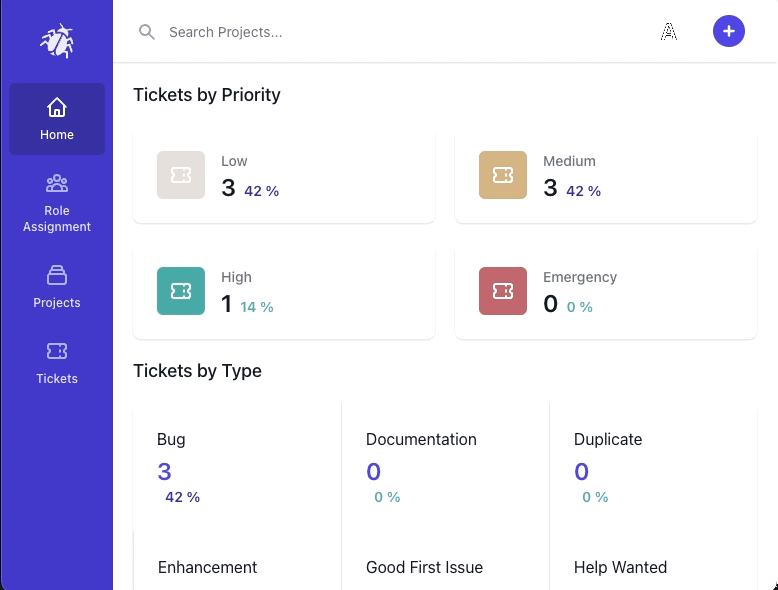 Search Projects...
A
Home
Role
Assignment
Projects
Tickets
Tickets by Priority
Low
3 42 %
Medium
3 42 %
High
1 14 %
Emergency
0 0 %
Tickets by Type
Bug
3
42 %
Documentation
0
0 %
Duplicate
0
0 %
Enhancement
Good First Issue
Help Wanted